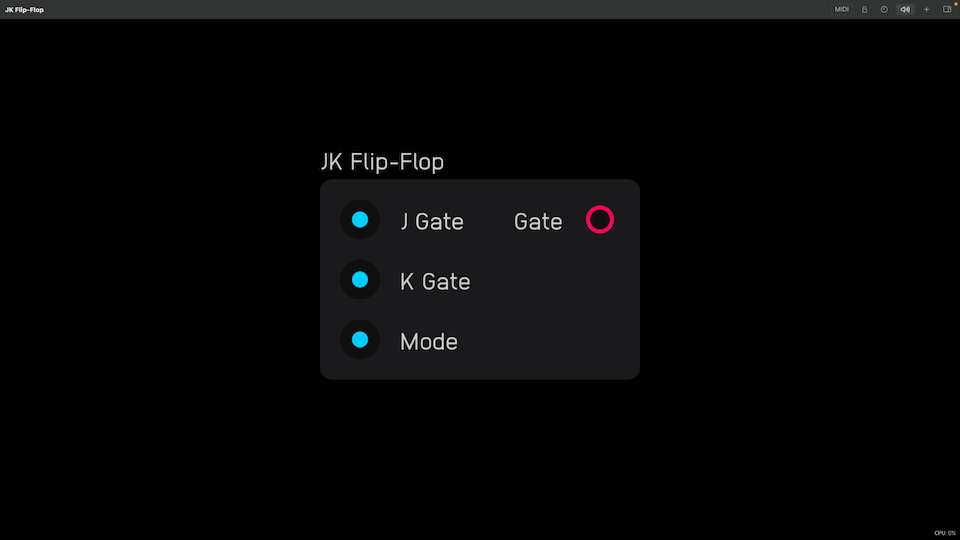 JK Flip-Flop
MIDI
JK Flip-Flop
J Gate
Gate
K Gate
Mode
CPU: 0%